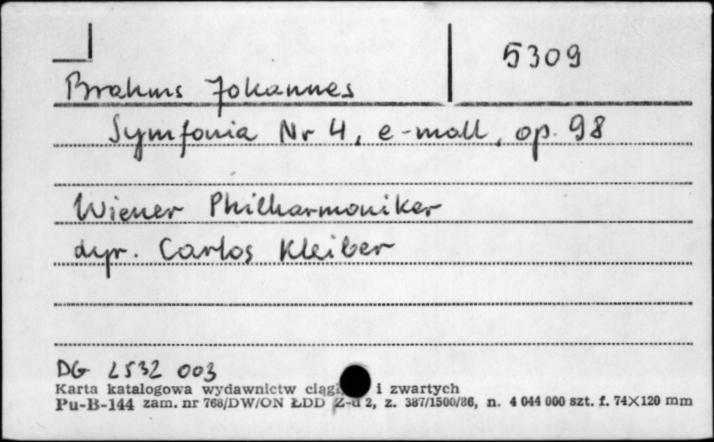 5309
Brahms Johannes
Symfonia Nr 4, e-moll, op. 98
Wiener Philharmoniker
dyr. Carlos Kleiber
DG 2532 003
Karta katalogowa wydawnictw i zwartych
Pu-B-144 zam. nr 768/DW/ON ŁDD Z-d 2, z. 387/1500/86, n. 4 044 000 szt. f. 74×120 mm